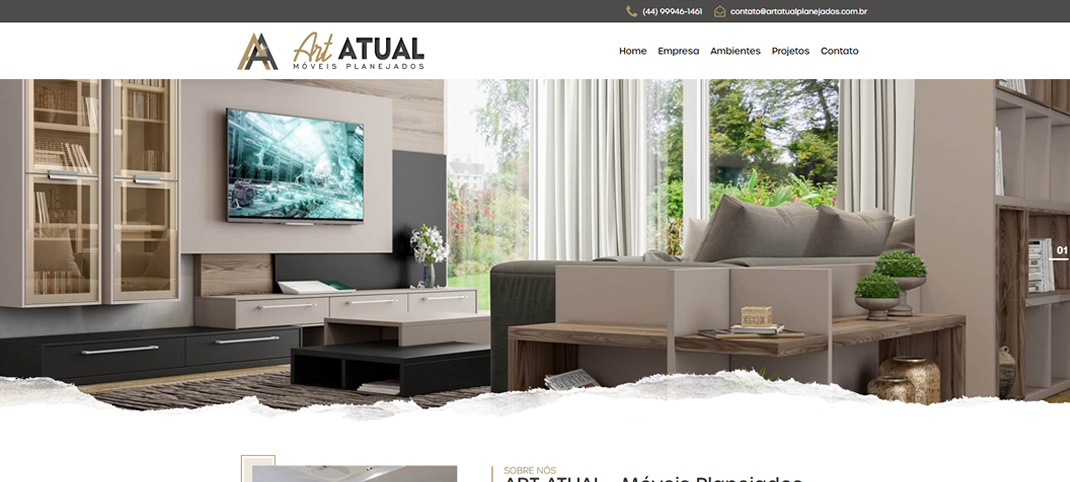 (44) 99946-1461 contato@artatualplanejados.com.br
Art ATUAL
MÓVEIS PLANEJADOS
Home Empresa Ambientes Projetos Contato
01
SOBRE NÓS
ART ATUAL - Móveis Planejados